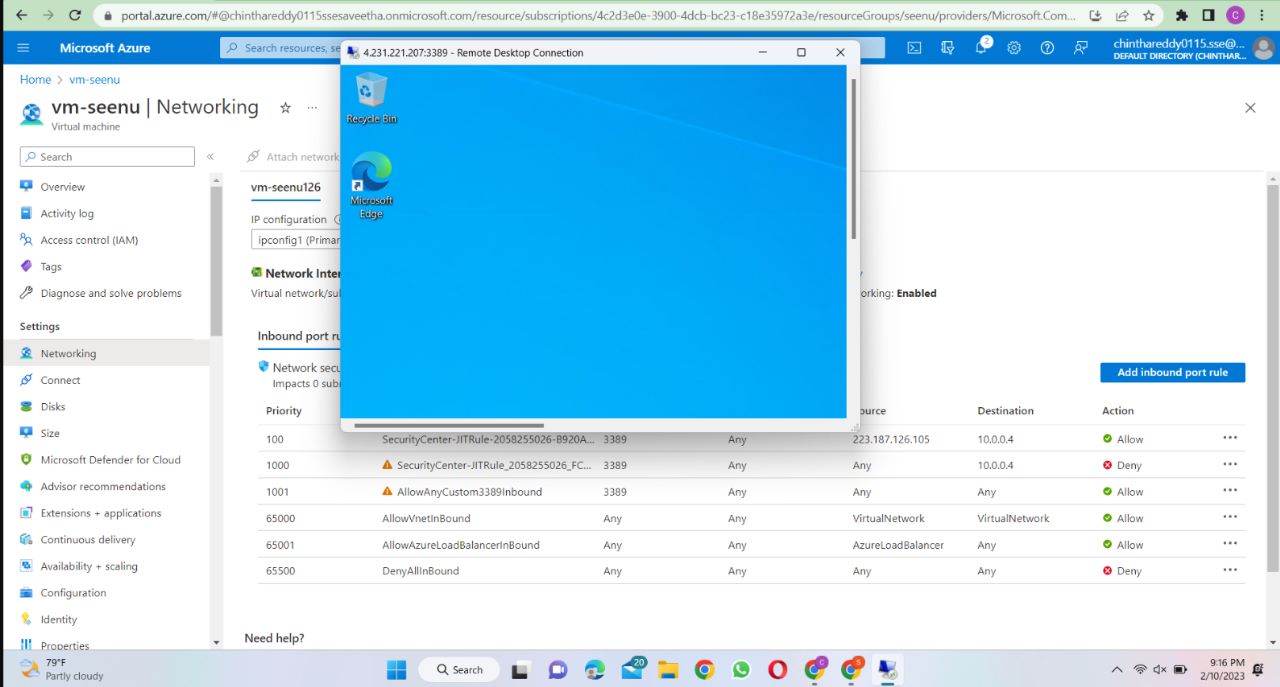 portal.azure.com/#@chinthareddy0115ssesaveetha.onmicrosoft.com/resource/subscriptions/4c2d3e0e-3900-4dcb-bc23-c18e35972a3e/resourceGroups/seenu/providers/Microsoft.Com...
C
Microsoft Azure
Search resources, se
4.231.221.207:3389 - Remote Desktop Connection
2
chinthareddy0115.sse@...
DEFAULT DIRECTORY (CHINTHAR...
Home > vm-seenu
vm-seenu | Networking
Virtual machine
Recycle Bin
Microsoft
Edge
Search
Attach network
Overview
Activity log
Access control (IAM)
Tags
Diagnose and solve problems
Settings
Networking
Connect
Disks
Size
Microsoft Defender for Cloud
Advisor recommendations
Extensions + applications
Continuous delivery
Availability + scaling
Configuration
Identity
Properties
vm-seenu126
IP configuration
ipconfig1 (Primar
Network Inter
Virtual network/su
orking: Enabled
Inbound port ru
Network secu
Impacts 0 sub
Add inbound port rule
Priority ource Destination Action
100 SecurityCenter-JITRule-2058255026-B920A... 3389 Any 223.187.126.105 10.0.0.4 Allow ...
1000 SecurityCenter-JITRule_2058255026_FC... 3389 Any Any 10.0.0.4 Deny ...
1001 AllowAnyCustom3389Inbound 3389 Any Any Any Allow ...
65000 AllowVnetInBound Any Any VirtualNetwork VirtualNetwork Allow ...
65001 AllowAzureLoadBalancerInBound Any Any AzureLoadBalancer Any Allow ...
65500 DenyAllInBound Any Any Any Any Deny ...
Need help?
79°F
Partly cloudy
Search
20
C
S
9:16 PM
2/10/2023